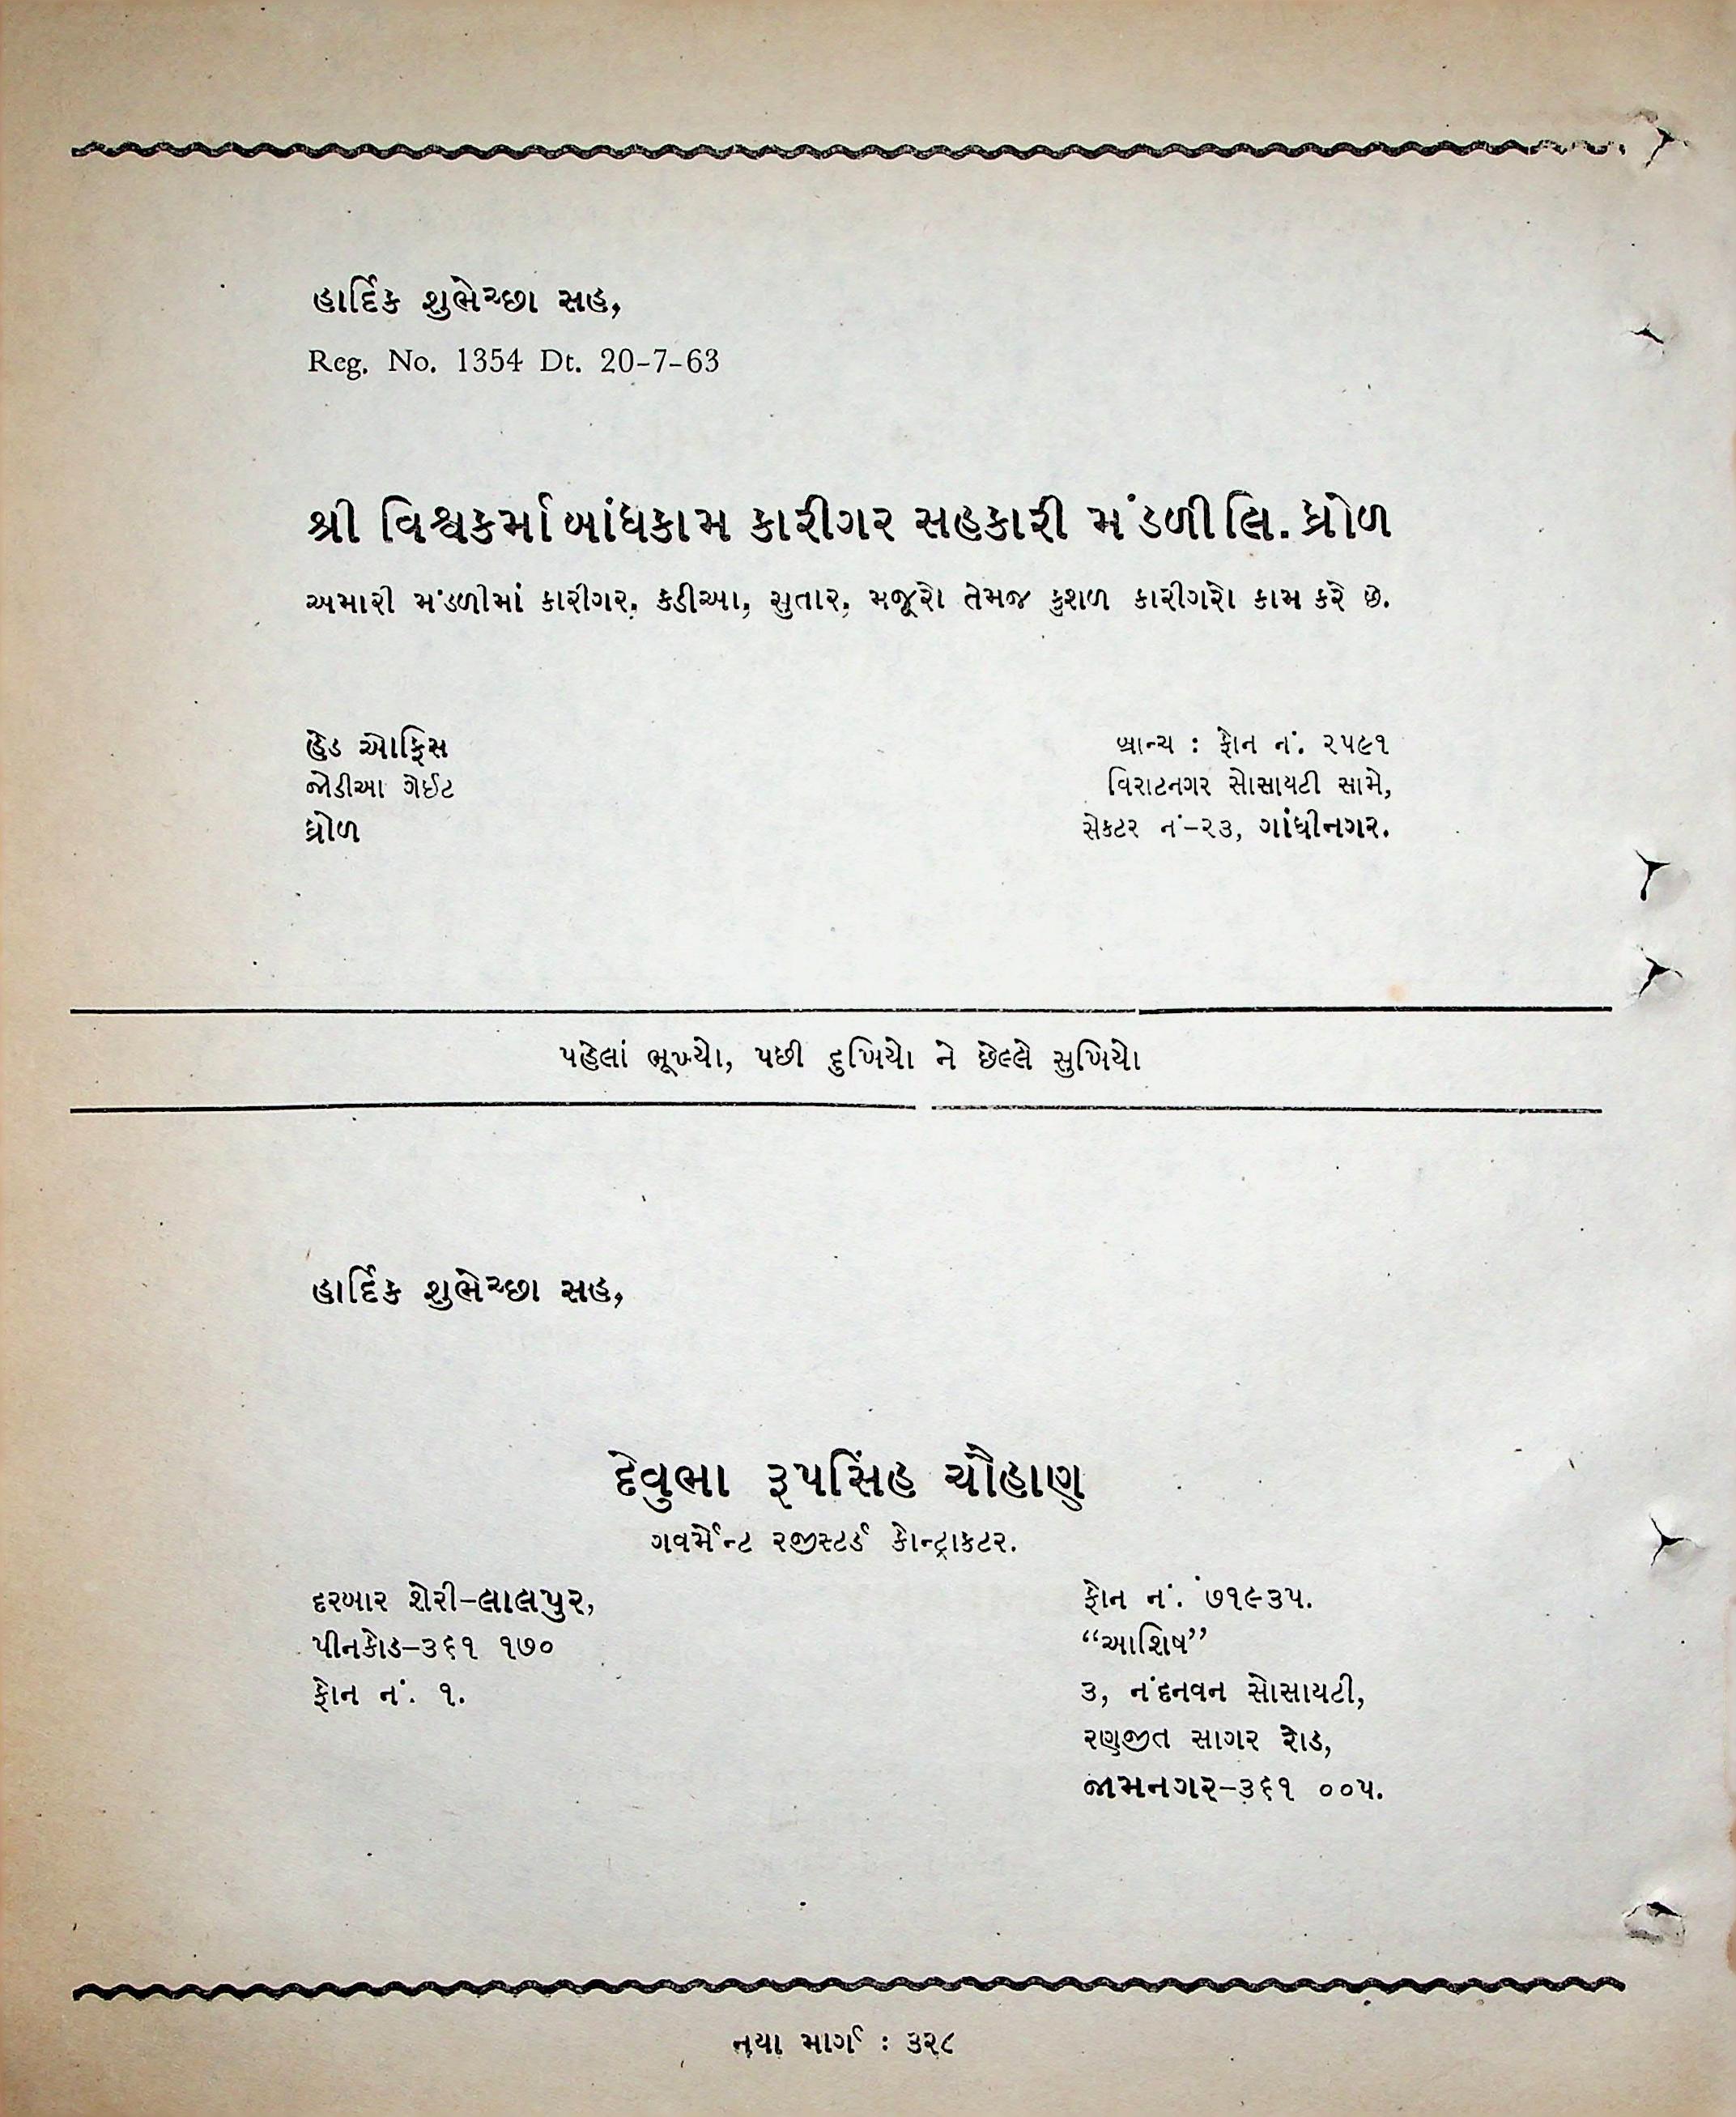 હાર્દિક શુભેચ્છા સહ,
Reg. No. 1354 Dt. 20-7-63
શ્રી વિશ્વકર્મા બાંધકામ કારીગર સહકારી મંડળી લિ. ધ્રોળ
અમારી મંડળીમાં કારીગર, કડીઆ, સુતાર, મજૂરો તેમજ કુશળ કારીગરો કામ કરે છે.
હેડ ઓફિસ
જોડીઆ ગેઈટ
ધ્રોળ
બ્રાન્ચ : ફોન નં. ૨૫૯૧
વિરાટનગર સોસાયટી સામે,
સેક્ટર નં-૨૩, ગાંધીનગર.
પહેલાં ભૂખ્યો, પછી દુખિયો ને છેલ્લે સુખિયો
હાર્દિક શુભેચ્છા સહ,
દેવુભા રૂપસિંહ ચૌહાણ
ગવર્મેન્ટ રજીસ્ટર્ડ કોન્ટ્રાક્ટર.
દરબાર શેરી-લાલપુર,
પીનકોડ-૩૬૧ ૧૭૦
ફોન નં. ૧.
ફોન નં. ૭૧૯૩૫.
“આશિષ”
૩, નંદનવન સોસાયટી,
રણજીત સાગર રોડ,
જામનગર-૩૬૧ ૦૦૫.
નયા માર્ગ : ૩૨૮